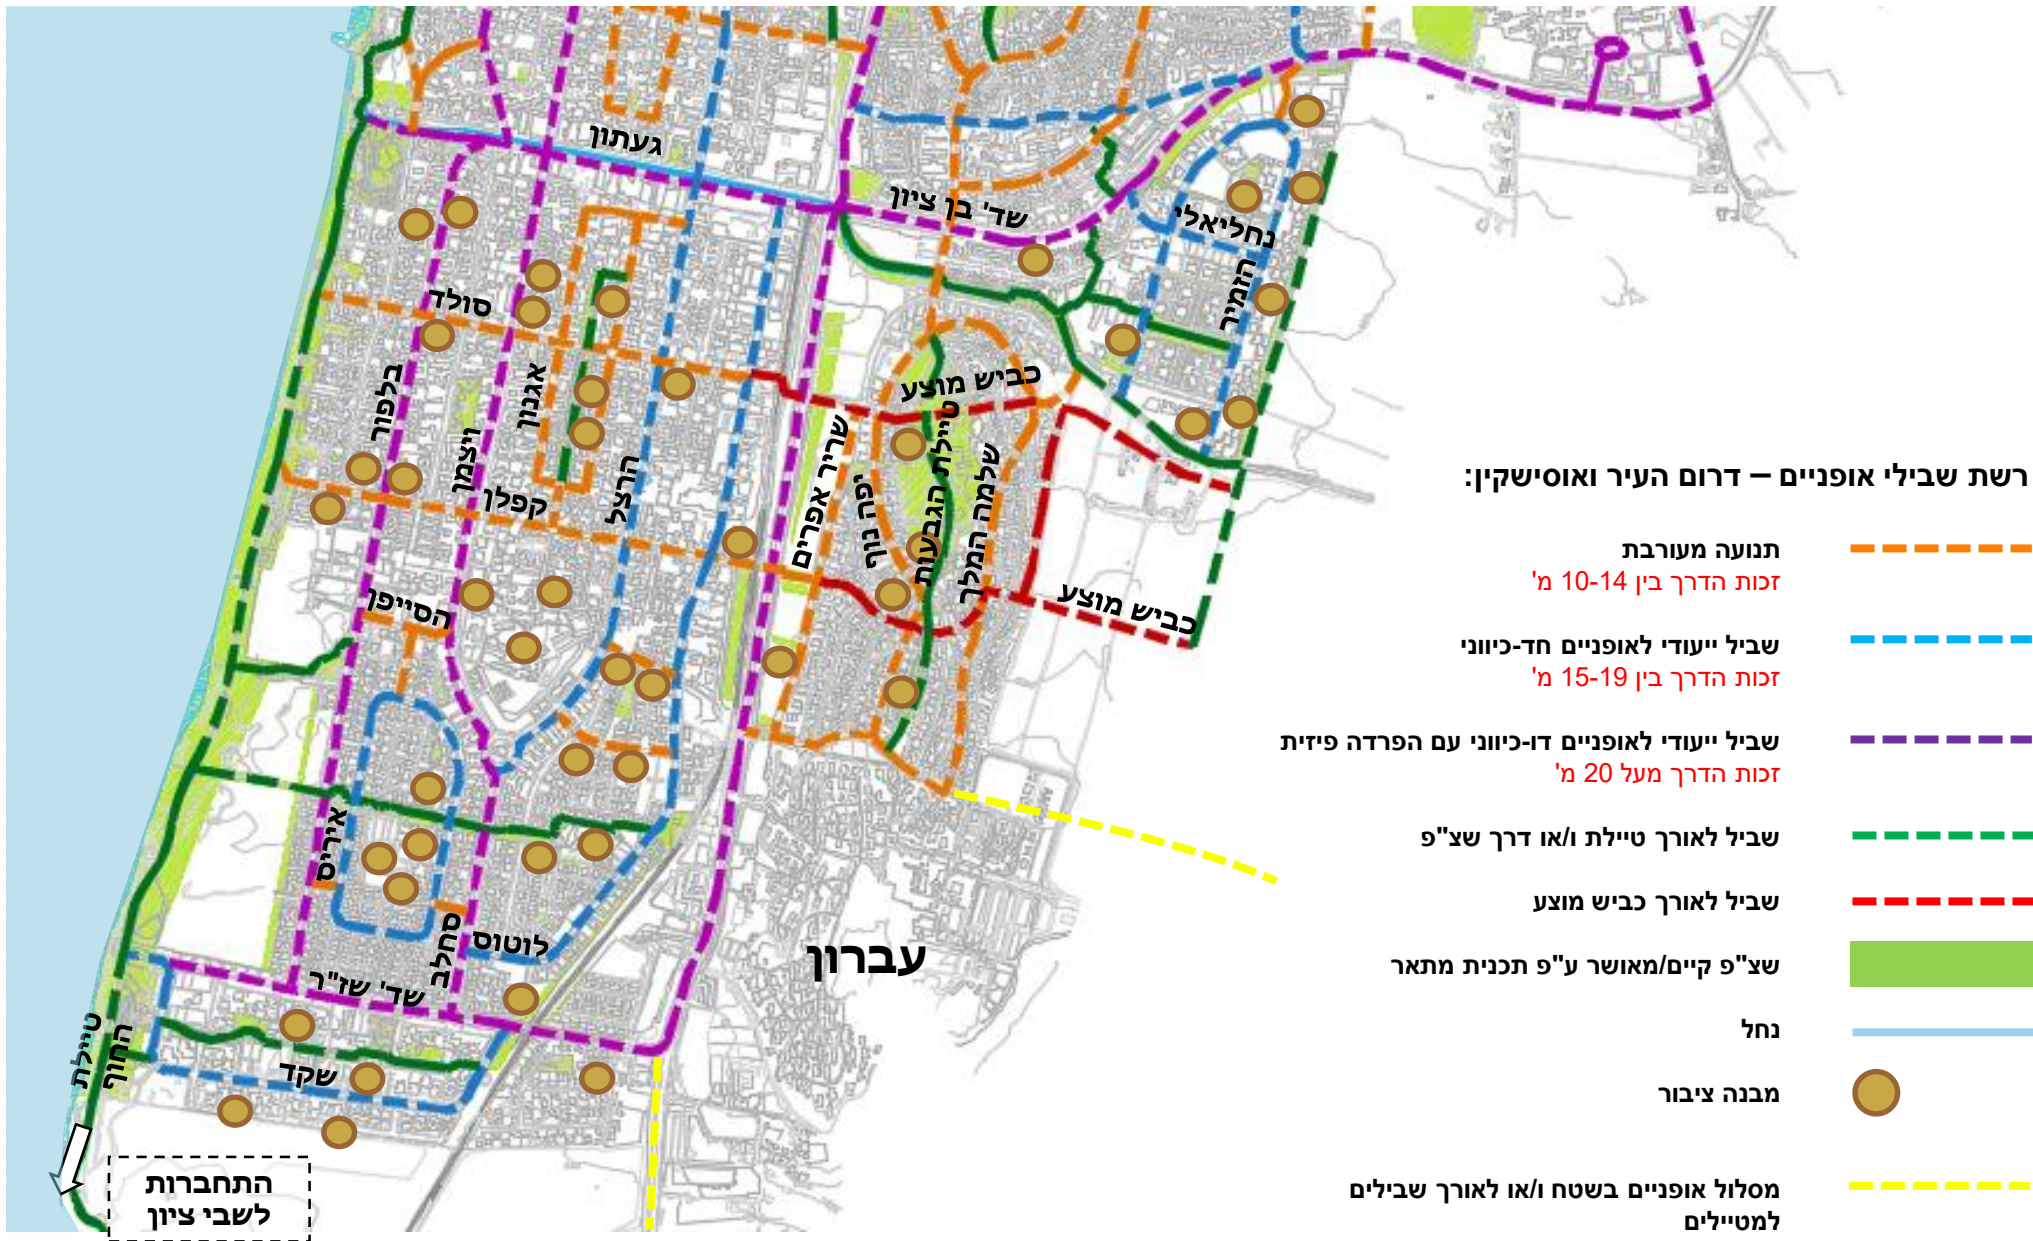 געתון
שד' בן ציון
נחליאלי
הזמיר
סולד
בלפור
ויצמן
אגנון
הרצל
קפלן
כביש מוצע
שריר אפרים
יפה נוף
טיילת הגבעות
שלמה המלך
כביש מוצע
הסייפן
איריס
סחלב
לוטוס
שד' שז"ר
שקד
טיילת
החוף
עברון
התחברות
לשבי ציון
רשת שבילי אופניים – דרום העיר ואוסישקין:
תנועה מעורבת
זכות הדרך בין 10-14 מ'
שביל ייעודי לאופניים חד-כיווני
זכות הדרך בין 15-19 מ'
שביל ייעודי לאופניים דו-כיווני עם הפרדה פיזית
זכות הדרך מעל 20 מ'
שביל לאורך טיילת ו/או דרך שצ"פ
שביל לאורך כביש מוצע
שצ"פ קיים/מאושר ע"פ תכנית מתאר
נחל
מבנה ציבור
מסלול אופניים בשטח ו/או לאורך שבילים
למטיילים